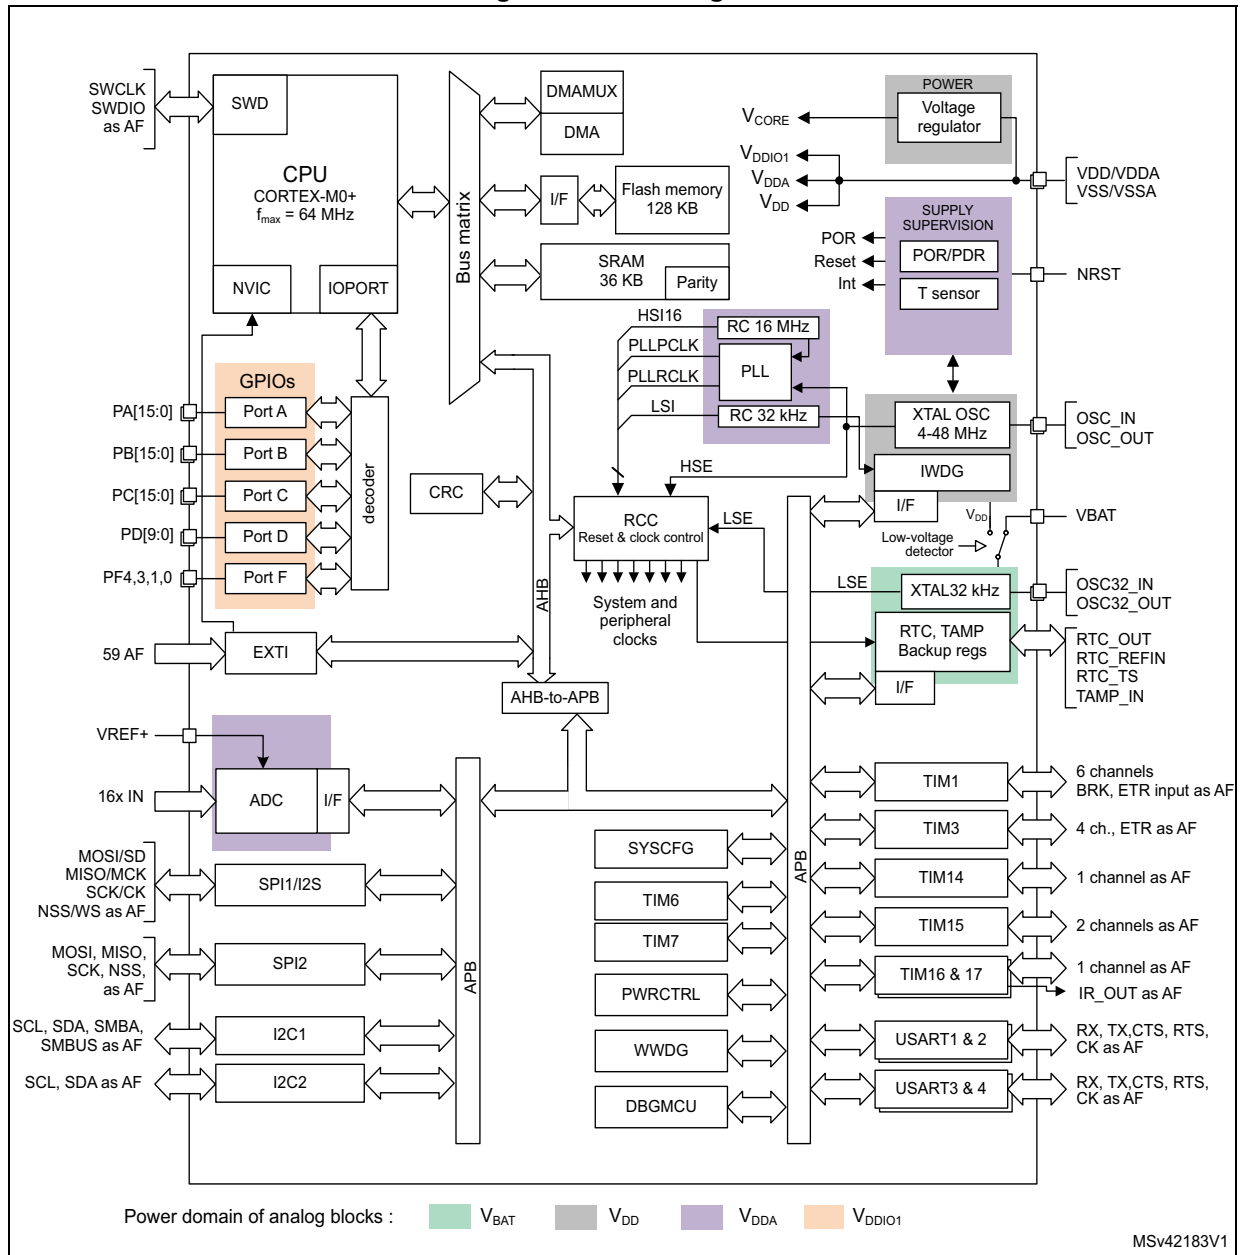 SWCLK
SWDIO
as AF
SWD
CPU
CORTEX-M0+
fmax = 64 MHz
NVIC
IOPORT
Bus matrix
DMAMUX
DMA
I/F
Flash memory
128 KB
SRAM
36 KB
Parity
POWER
Voltage
regulator
VCORE
VDDIO1
VDDA
VDD
VDD/VDDA
VSS/VSSA
SUPPLY
SUPERVISION
POR
Reset
Int
POR/PDR
T sensor
NRST
HSI16
PLLPCLK
PLLRCLK
LSI
RC 16 MHz
PLL
RC 32 kHz
XTAL OSC
4-48 MHz
OSC_IN
OSC_OUT
IWDG
I/F
HSE
GPIOs
PA[15:0]
Port A
PB[15:0]
Port B
PC[15:0]
Port C
PD[9:0]
Port D
PF4,3,1,0
Port F
decoder
CRC
RCC
Reset & clock control
LSE
System and
peripheral
clocks
VDD
Low-voltage
detector
VBAT
LSE
XTAL32 kHz
OSC32_IN
OSC32_OUT
RTC, TAMP
Backup regs
I/F
RTC_OUT
RTC_REFIN
RTC_TS
TAMP_IN
59 AF
EXTI
AHB
AHB-to-APB
VREF+
16x IN
ADC
I/F
MOSI/SD
MISO/MCK
SCK/CK
NSS/WS as AF
SPI1/I2S
MOSI, MISO,
SCK, NSS,
as AF
SPI2
SCL, SDA, SMBA,
SMBUS as AF
I2C1
SCL, SDA as AF
I2C2
APB
SYSCFG
TIM6
TIM7
PWRCTRL
WWDG
DBGMCU
APB
TIM1
6 channels
BRK, ETR input as AF
TIM3
4 ch., ETR as AF
TIM14
1 channel as AF
TIM15
2 channels as AF
TIM16 & 17
1 channel as AF
IR_OUT as AF
USART1 & 2
RX, TX,CTS, RTS,
CK as AF
USART3 & 4
RX, TX,CTS, RTS,
CK as AF
Power domain of analog blocks :
VBAT
VDD
VDDA
VDDIO1
MSv42183V1